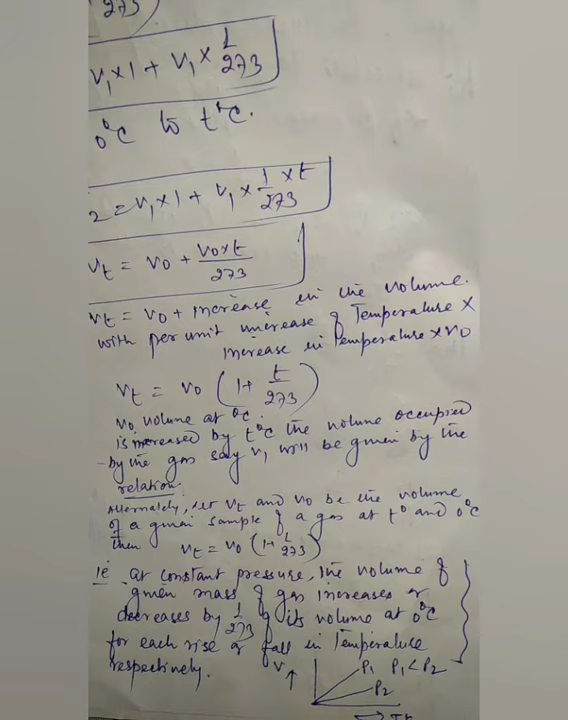 273)
V₁×1 + V₁ × 1/273
0°C to t°C.
2 = V₁×1 + V₁ × 1/273 ×t
Vt = V0 + V0×t/273
Vt = V0 + increase in the volume.
with per unit increase of Temperature ×
increase in temperature × V0
Vt = V0 (1 + t/273)
V0 volume at 0°C
is increased by t°C the volume occupied
by the gas say V₁ will be given by the
relation.
Alternately, let Vt and V0 be the volume
of a given sample of a gas at t° and 0°C
then Vt = V0 (1+ t/273)
ie at constant pressure, the volume of
given mass of gas increases or
decreases by 1/273 of its volume at 0°C
for each rise or fall in Temperature
respectively.
V ↑ P₁ P₁<P₂
P₂